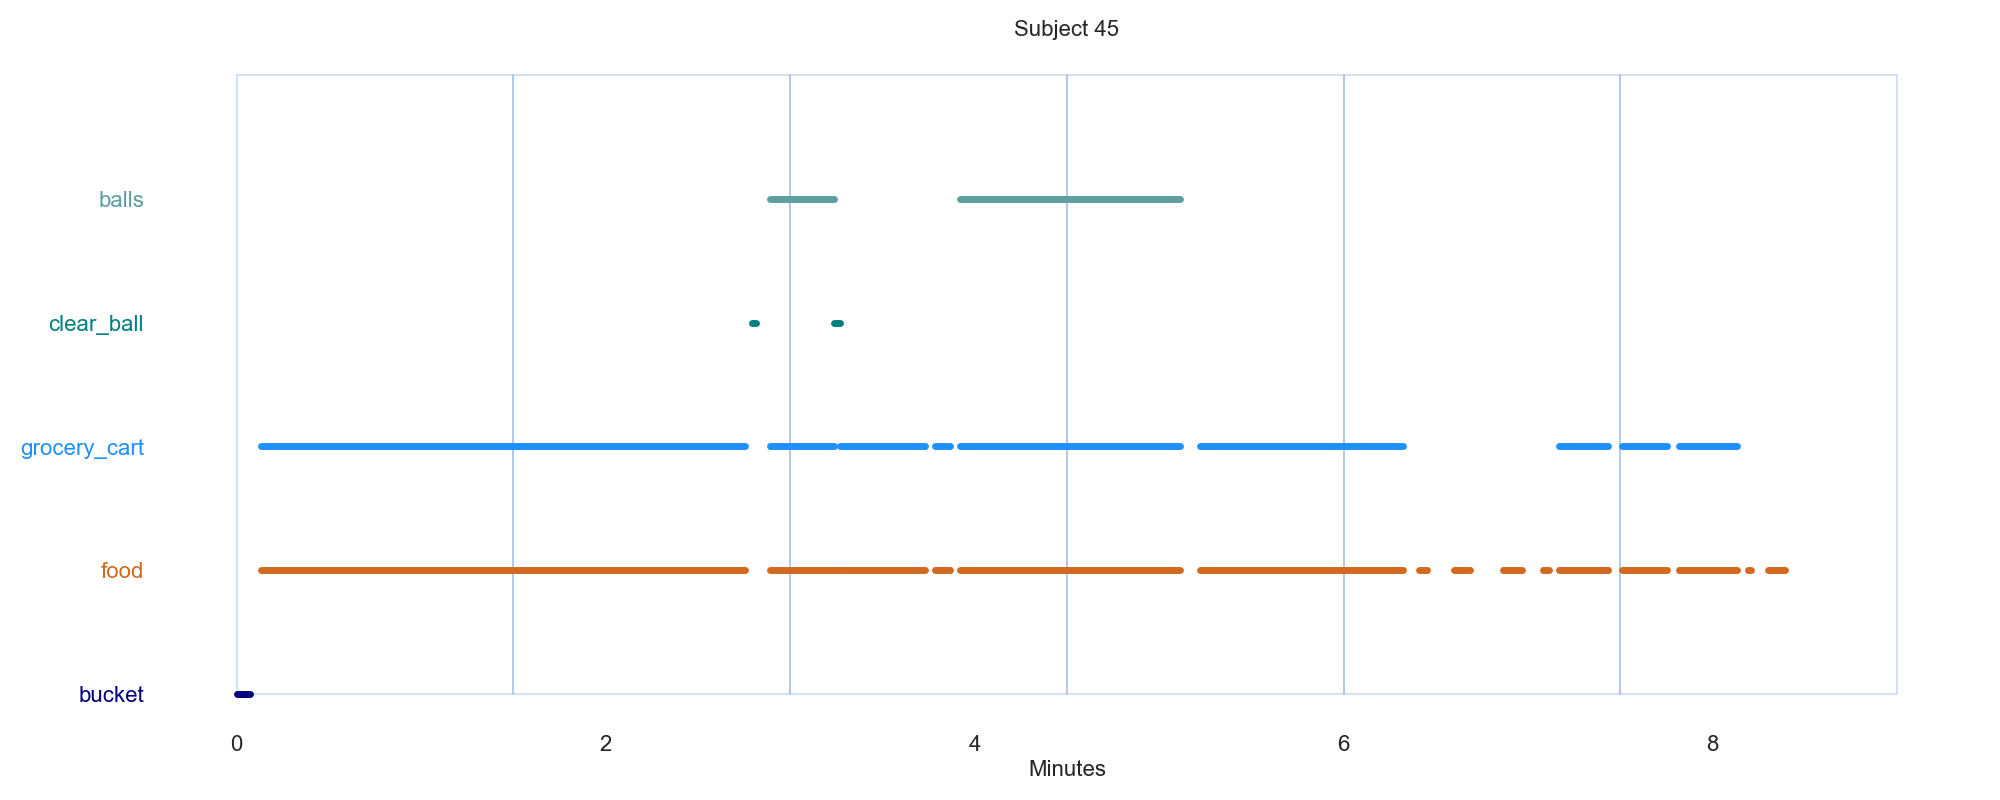 Subject 45
balls
clear_ball
grocery_cart
food
bucket
0 2 4 6 8
Minutes